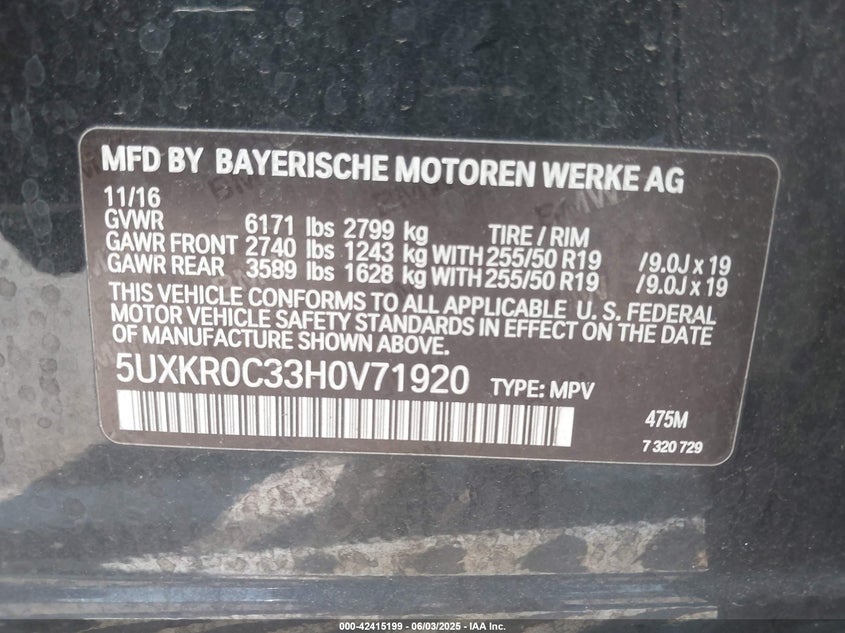 MFD BY BAYERISCHE MOTOREN WERKE AG
11/16
GVWR 6171 lbs 2799 kg TIRE / RIM
GAWR FRONT 2740 lbs 1243 kg WITH 255/50 R19 /9.0J x 19
GAWR REAR 3589 lbs 1628 kg WITH 255/50 R19 /9.0J x 19
THIS VEHICLE CONFORMS TO ALL APPLICABLE U. S. FEDERAL
MOTOR VEHICLE SAFETY STANDARDS IN EFFECT ON THE DATE
OF MANUFACTURE SHOWN ABOVE.
5UXKR0C33H0V71920 TYPE: MPV
475M
7 320 729
000-42415199 - 06/03/2025 - IAA Inc.